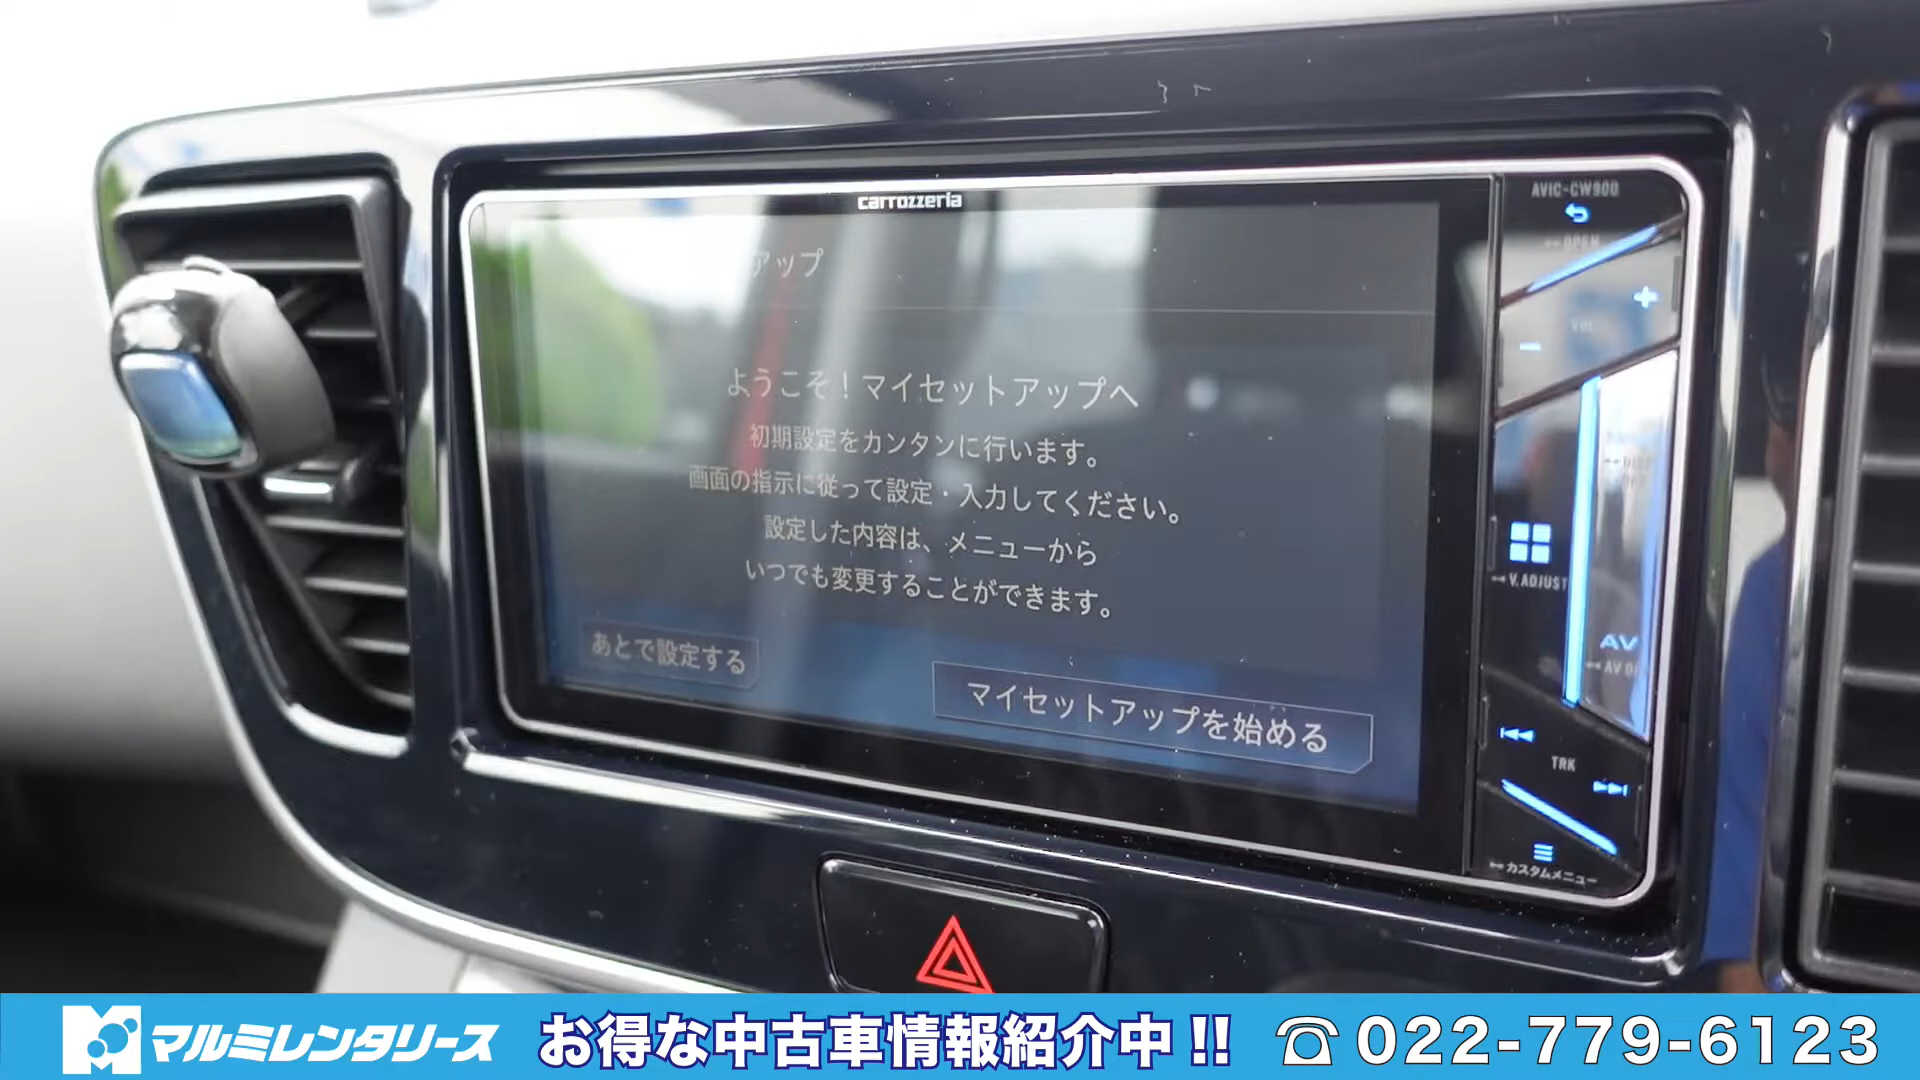 carrozzeria
AVIC-CW900
OPEN
アップ
VOL
ようこそ！マイセットアップへ
初期設定をカンタンに行います。
画面の指示に従って設定・入力してください。
設定した内容は、メニューから
いつでも変更することができます。
V.ADJUST
AV
あとで設定する
マイセットアップを始める
TRK
カスタムメニュー
マルミレンタリース
お得な中古車情報紹介中!!
022-779-6123